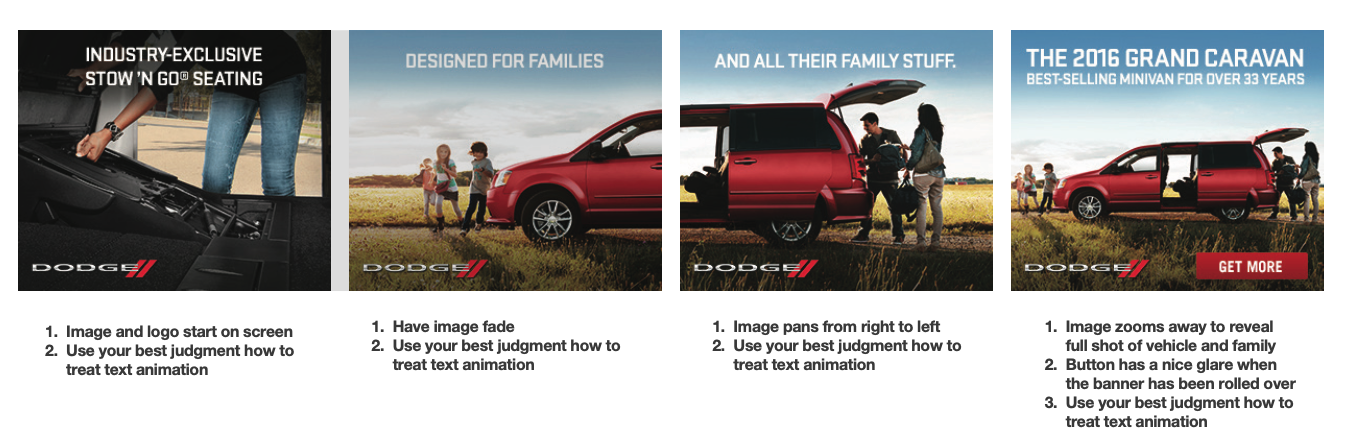 INDUSTRY-EXCLUSIVE
STOW 'N GO® SEATING
DODGE
1. Image and logo start on screen
2. Use your best judgment how to
treat text animation
DESIGNED FOR FAMILIES
DODGE
1. Have image fade
2. Use your best judgment how to
treat text animation
AND ALL THEIR FAMILY STUFF.
DODGE
1. Image pans from right to left
2. Use your best judgment how to
treat text animation
THE 2016 GRAND CARAVAN
BEST-SELLING MINIVAN FOR OVER 33 YEARS
DODGE
GET MORE
1. Image zooms away to reveal
full shot of vehicle and family
2. Button has a nice glare when
the banner has been rolled over
3. Use your best judgment how to
treat text animation